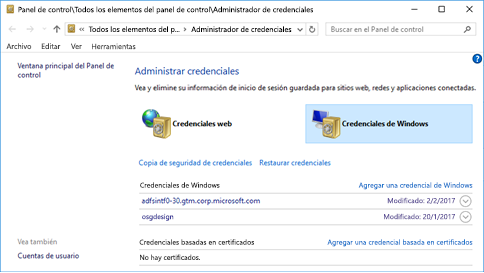 Panel de control\Todos los elementos del panel de control\Administrador de credenciales
« Todos los elementos del p... › Administrador de credenciales
Buscar en el Panel de control
Archivo Editar Ver Herramientas
Ventana principal del Panel de control
Administrar credenciales
Vea y elimine su información de inicio de sesión guardada para sitios web, redes y aplicaciones conectadas.
Credenciales web
Credenciales de Windows
Copia de seguridad de credenciales Restaurar credenciales
Credenciales de Windows Agregar una credencial de Windows
adfsintf0-30.gtm.corp.microsoft.com Modificado: 2/2/2017
osgdesign Modificado: 20/1/2017
Credenciales basadas en certificados Agregar una credencial basada en certificados
No hay certificados.
Vea también
Cuentas de usuario